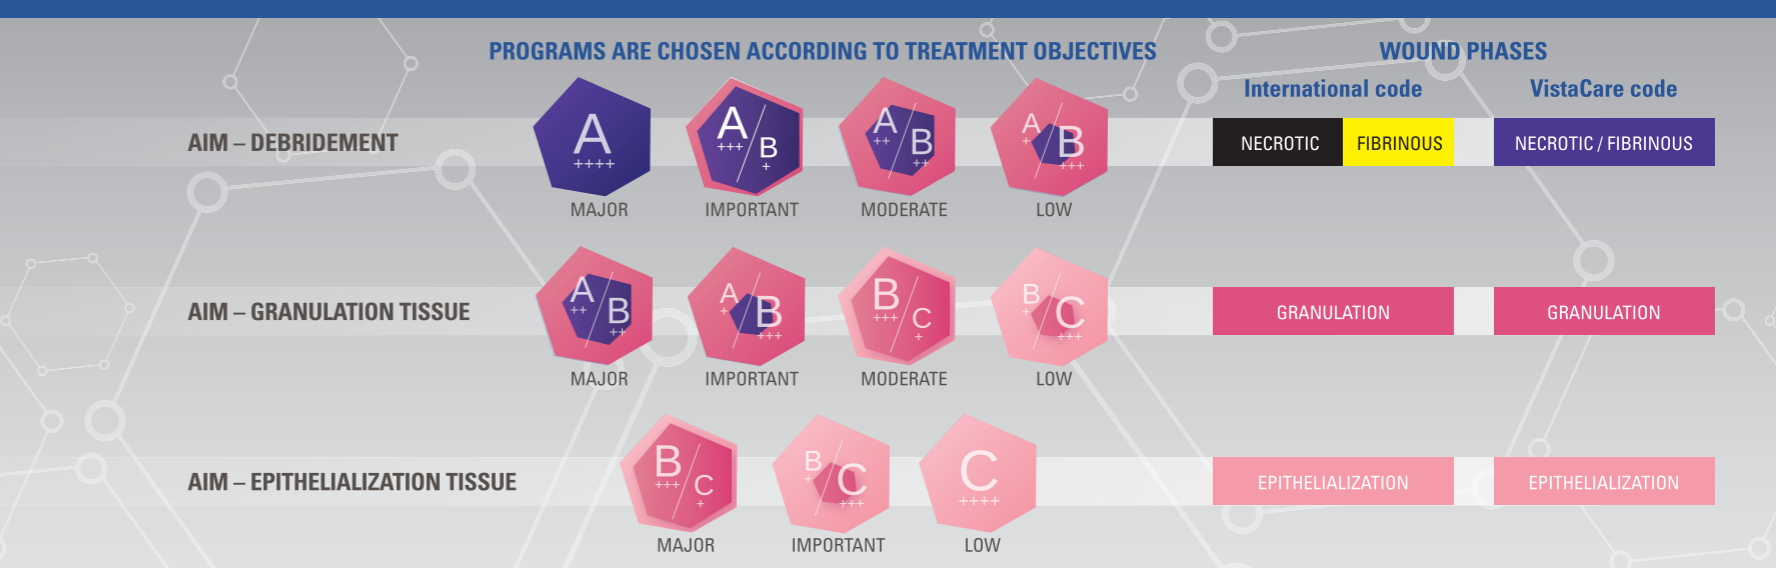 PROGRAMS ARE CHOSEN ACCORDING TO TREATMENT OBJECTIVES
WOUND PHASES
International code
VistaCare code
AIM – DEBRIDEMENT
A
++++
A
+++
B
+
A
++
B
++
A
+
B
+++
NECROTIC
FIBRINOUS
NECROTIC / FIBRINOUS
MAJOR
IMPORTANT
MODERATE
LOW
AIM – GRANULATION TISSUE
A
++
B
++
A
+
B
+++
B
+++
C
+
B
+
C
+++
GRANULATION
GRANULATION
MAJOR
IMPORTANT
MODERATE
LOW
AIM – EPITHELIALIZATION TISSUE
B
+++
C
+
B
+
C
+++
C
++++
EPITHELIALIZATION
EPITHELIALIZATION
MAJOR
IMPORTANT
LOW